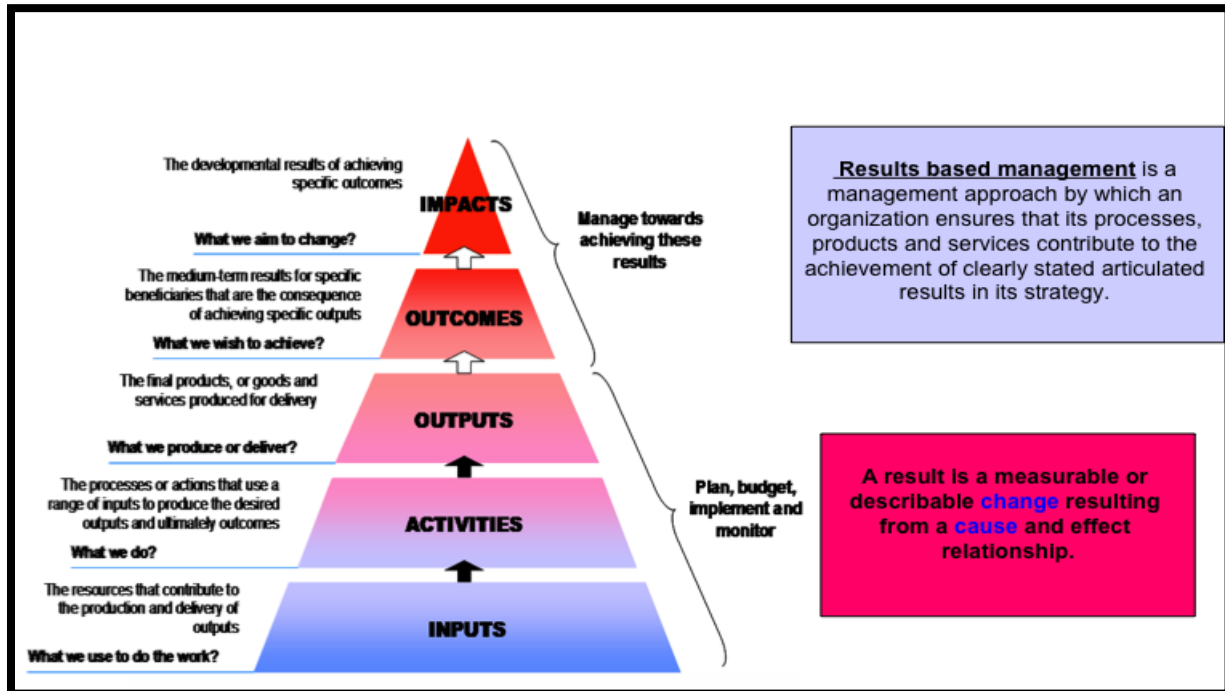 The developmental results of achieving
specific outcomes
IMPACTS
What we aim to change?
The medium-term results for specific
beneficiaries that are the consequence
of achieving specific outputs
OUTCOMES
What we wish to achieve?
Manage towards
achieving these
results
The final products, or goods and
services produced for delivery
OUTPUTS
What we produce or deliver?
The processes or actions that use a
range of inputs to produce the desired
outputs and ultimately outcomes
ACTIVITIES
What we do?
The resources that contribute to
the production and delivery of
outputs
INPUTS
What we use to do the work?
Plan, budget,
implement and
monitor
Results based management is a
management approach by which an
organization ensures that its processes,
products and services contribute to the
achievement of clearly stated articulated
results in its strategy.
A result is a measurable or
describable change resulting
from a cause and effect
relationship.